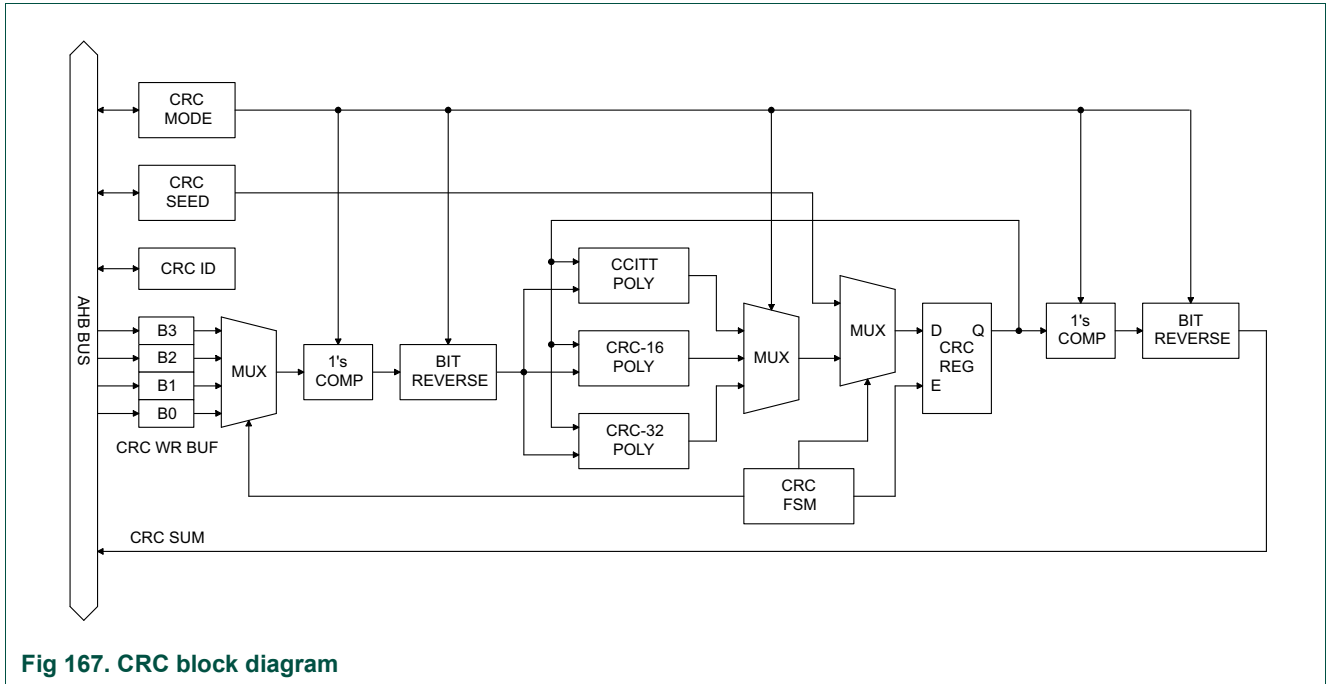 CRC
MODE
CRC
SEED
CRC ID
AHB BUS
B3
B2
B1
B0
CRC WR BUF
MUX
1's
COMP
BIT
REVERSE
CCITT
POLY
CRC-16
POLY
CRC-32
POLY
MUX
MUX
CRC
FSM
D Q
CRC
REG
E
1's
COMP
BIT
REVERSE
CRC SUM
Fig 167. CRC block diagram